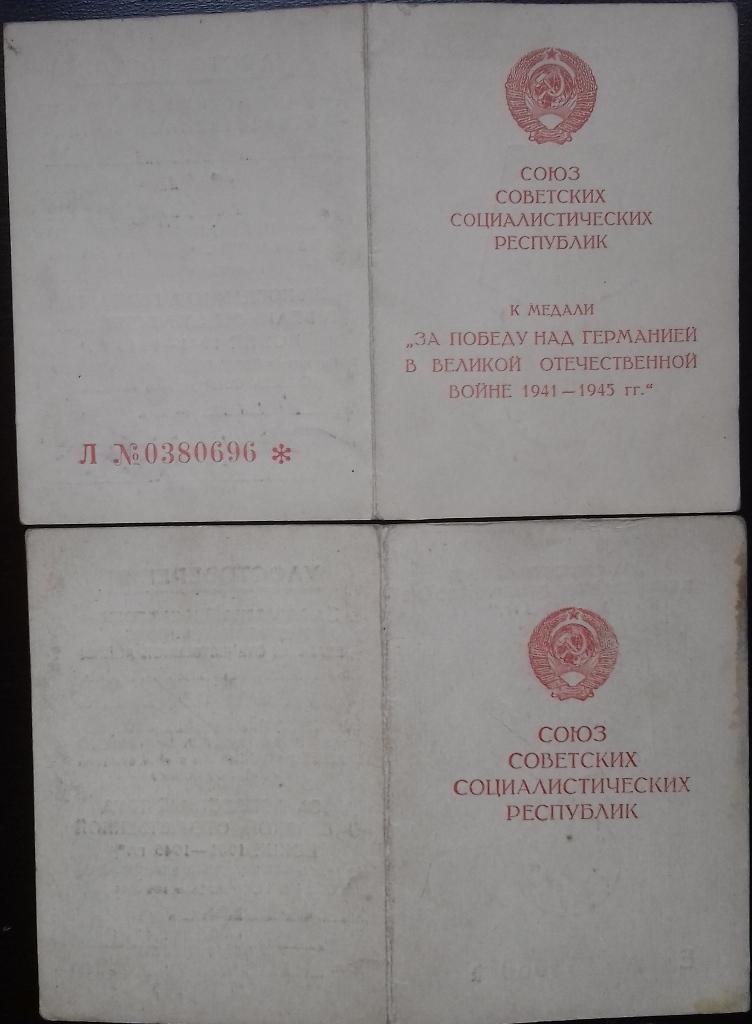 СОЮЗ
СОВЕТСКИХ
СОЦИАЛИСТИЧЕСКИХ
РЕСПУБЛИК
К МЕДАЛИ
„ЗА ПОБЕДУ НАД ГЕРМАНИЕЙ
В ВЕЛИКОЙ ОТЕЧЕСТВЕННОЙ
ВОЙНЕ 1941—1945 гг.“
Л №0380696 *
СОЮЗ
СОВЕТСКИХ
СОЦИАЛИСТИЧЕСКИХ
РЕСПУБЛИК